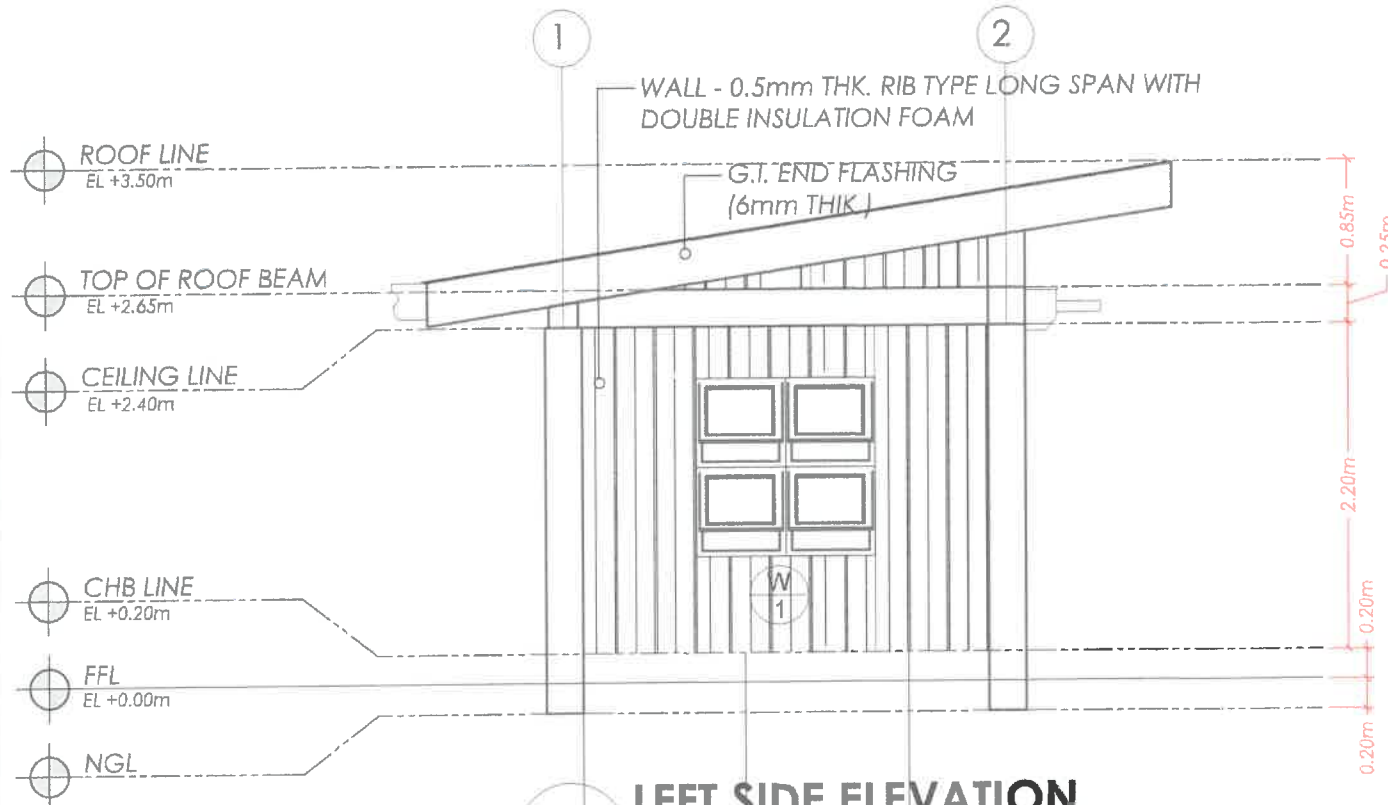 1
2
WALL - 0.5mm THK. RIB TYPE LONG SPAN WITH
DOUBLE INSULATION FOAM
ROOF LINE
EL +3.50m
G.I. END FLASHING
(6mm THIK.)
0.85m
0.25m
TOP OF ROOF BEAM
EL +2.65m
CEILING LINE
EL +2.40m
2.20m
W
1
CHB LINE
EL +0.20m
0.20m
FFL
EL +0.00m
0.20m
NGL
LEFT SIDE ELEVATION